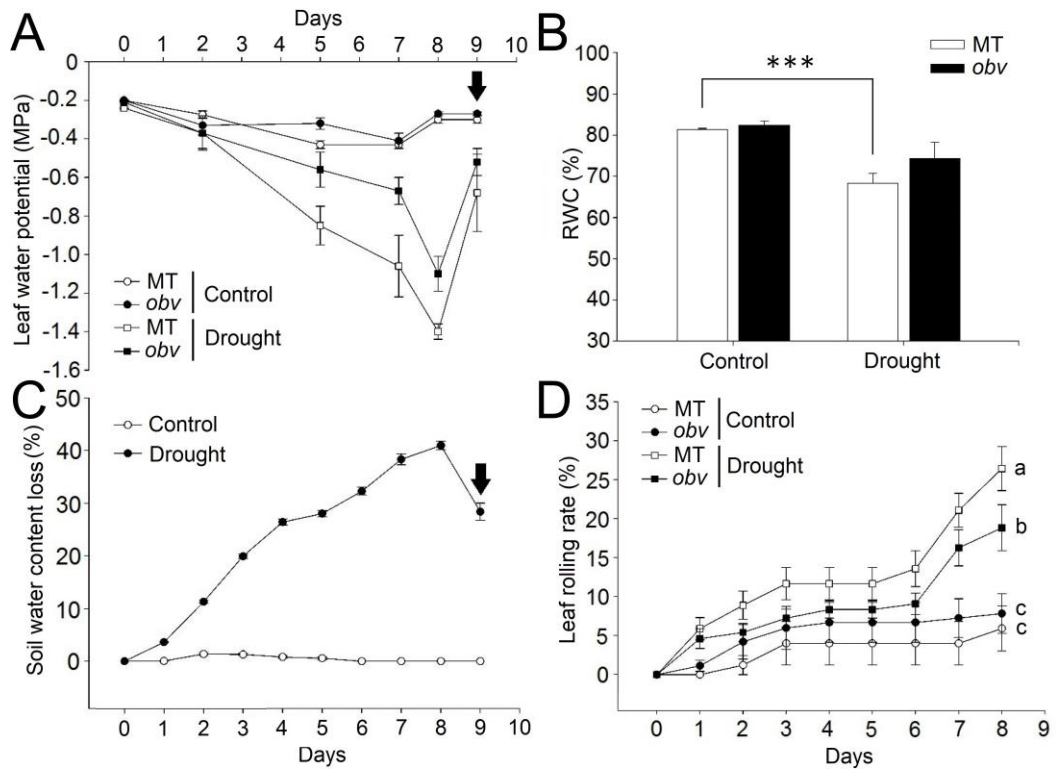 A
Days
0 2 5 7 8 9 10
0
-0.2
-0.4
-0.6
-0.8
-1.0
-1.2
-1.4
-1.6
Leaf water potential (MPa)
MT
obv
Control
MT
obv
Drought
B
MT
obv
***
100
90
80
70
60
50
40
30
RWC (%)
Control Drought
C
50
40
30
20
10
0
Soil water content loss (%)
Control
Drought
0 1 2 3 4 5 6 7 8 9 10
Days
D
35
30
25
20
15
10
5
0
Leaf rolling rate (%)
MT
obv
Control
MT
obv
Drought
a
b
c
c
0 1 2 3 4 5 6 7 8 9
Days